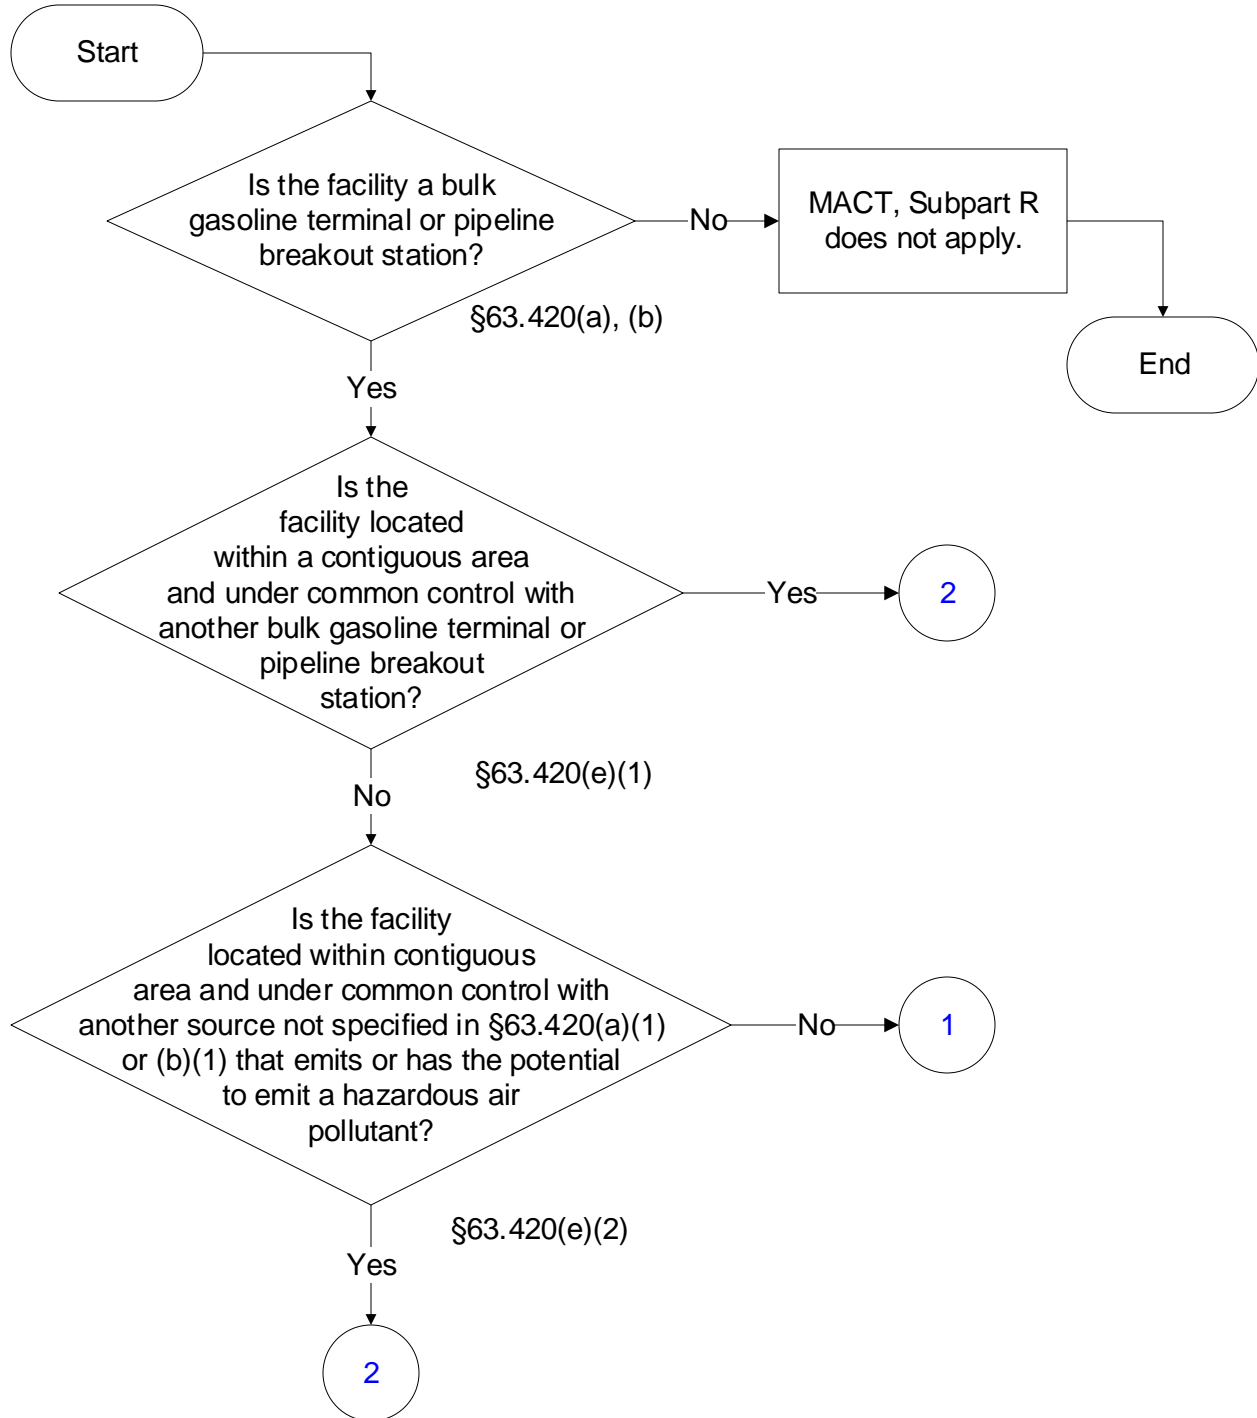 Start
Is the facility a bulk
gasoline terminal or pipeline
breakout station?
No
MACT, Subpart R
does not apply.
§63.420(a), (b)
End
Yes
Is the
facility located
within a contiguous area
and under common control with
another bulk gasoline terminal or
pipeline breakout
station?
Yes
2
§63.420(e)(1)
No
Is the facility
located within contiguous
area and under common control with
another source not specified in §63.420(a)(1)
or (b)(1) that emits or has the potential
to emit a hazardous air
pollutant?
No
1
§63.420(e)(2)
Yes
2